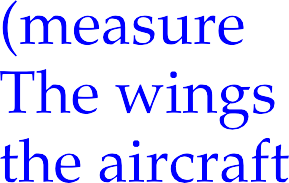 (measure
The wings
the aircraft